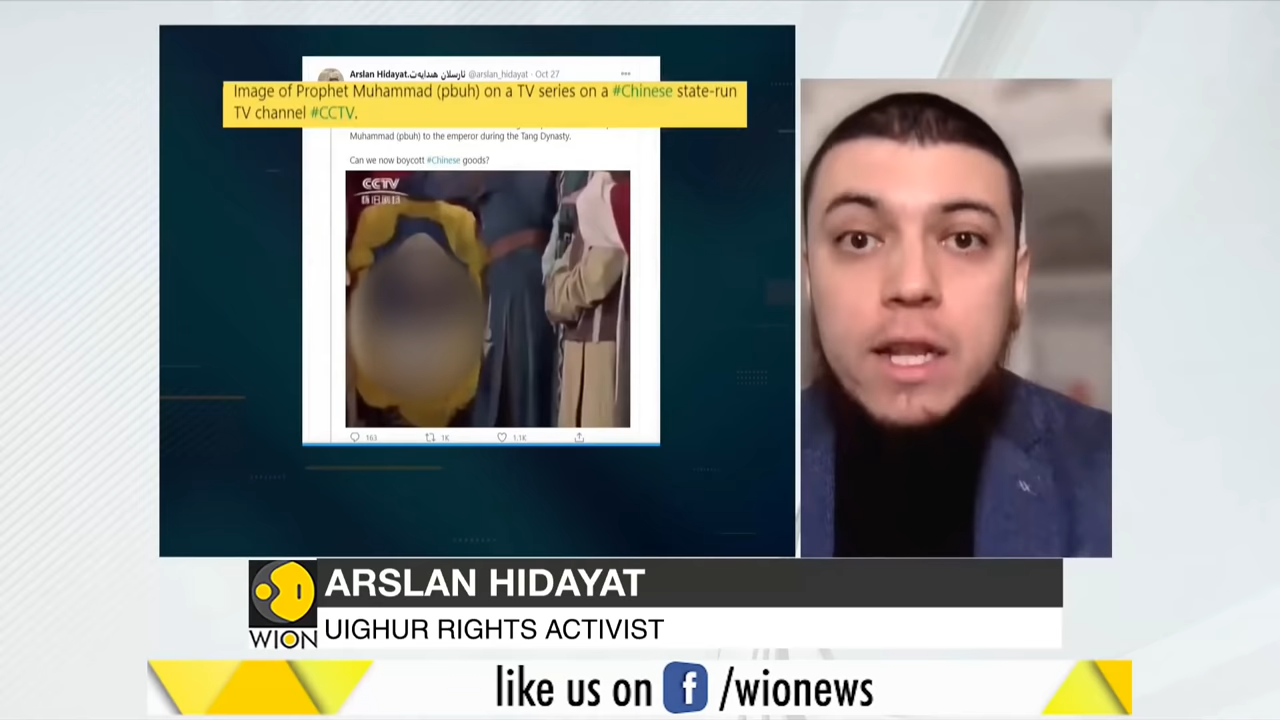 Arslan Hidayat.ئارسلان ھىدايەت @arslan_hidayat · Oct 27
Image of Prophet Muhammad (pbuh) on a TV series on a #Chinese state-run
TV channel #CCTV.
Muhammad (pbuh) to the emperor during the Tang Dynasty.
Can we now boycott #Chinese goods?
CCTV
163 1K 1.1K
ARSLAN HIDAYAT
WION
UIGHUR RIGHTS ACTIVIST
like us on f /wionews